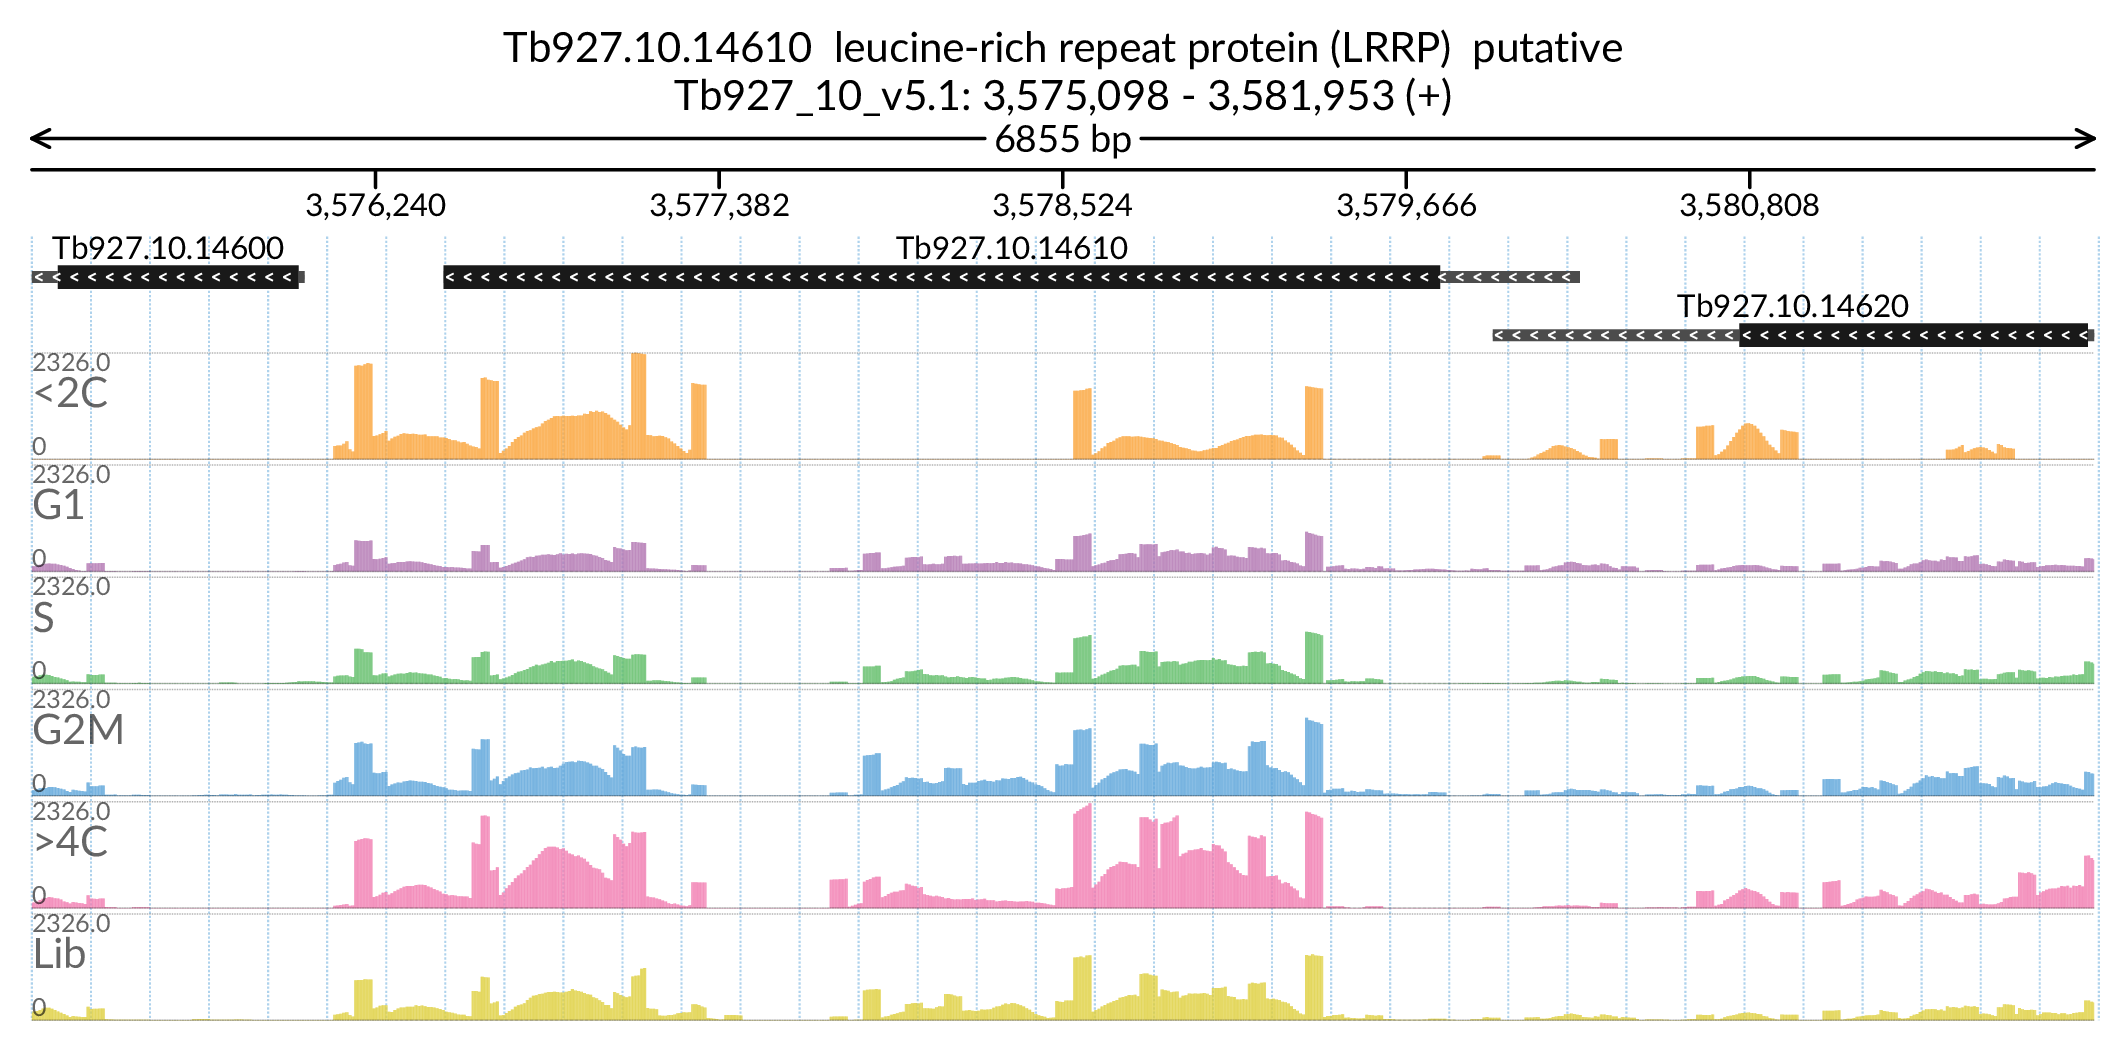 Tb927.10.14610 leucine-rich repeat protein (LRRP) putative
Tb927_10_v5.1: 3,575,098 - 3,581,953 (+)
6855 bp
3,576,240 3,577,382 3,578,524 3,579,666 3,580,808
Tb927.10.14600 Tb927.10.14610
Tb927.10.14620
2326.0
<2C
0
2326.0
G1
0
2326.0
S
0
2326.0
G2M
0
2326.0
>4C
0
2326.0
Lib
0